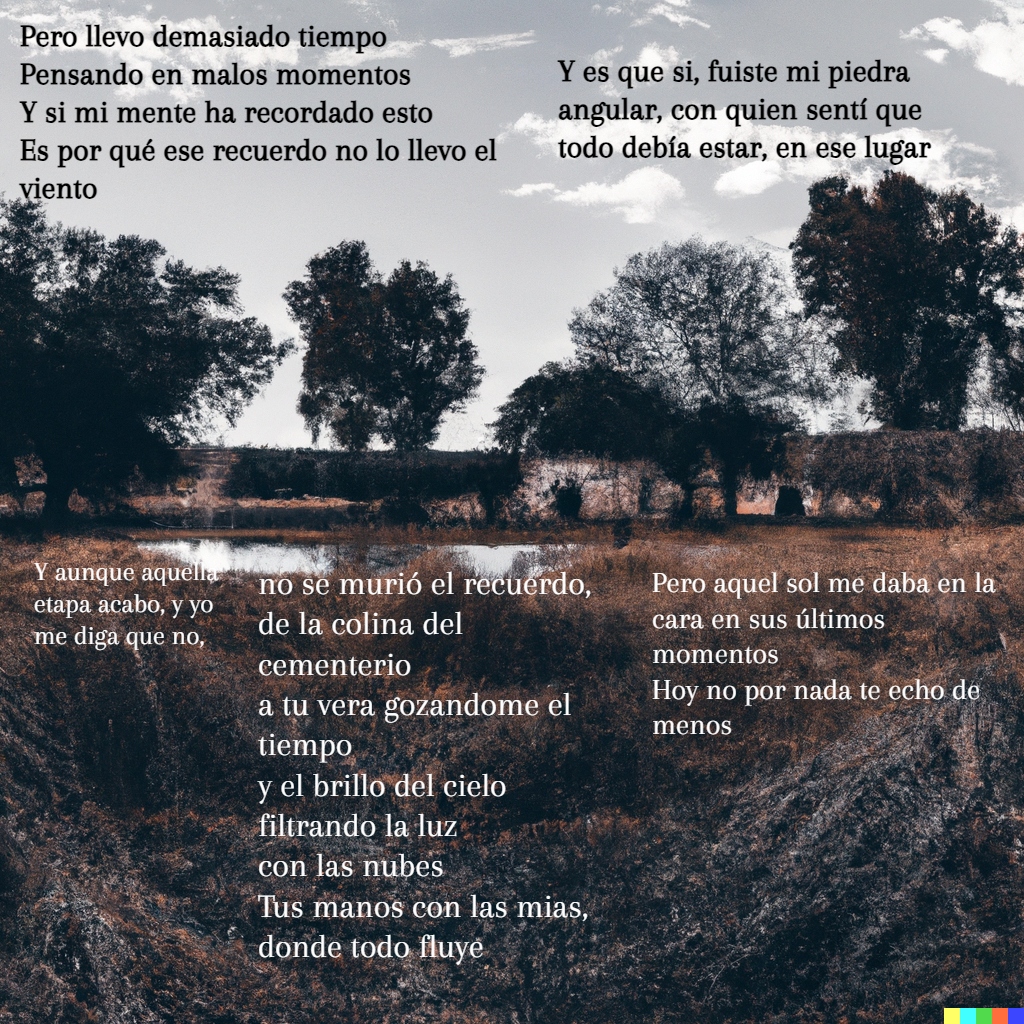 Pero llevo demasiado tiempo
Pensando en malos momentos
Y si mi mente ha recordado esto
Es por qué ese recuerdo no lo llevo el
viento
Y es que si, fuiste mi piedra
angular, con quien sentí que
todo debía estar, en ese lugar
Y aunque aquella
etapa acabo, y yo
me diga que no,
no se murió el recuerdo,
de la colina del
cementerio
a tu vera gozandome el
tiempo
y el brillo del cielo
filtrando la luz
con las nubes
Tus manos con las mias,
donde todo fluye
Pero aquel sol me daba en la
cara en sus últimos
momentos
Hoy no por nada te echo de
menos